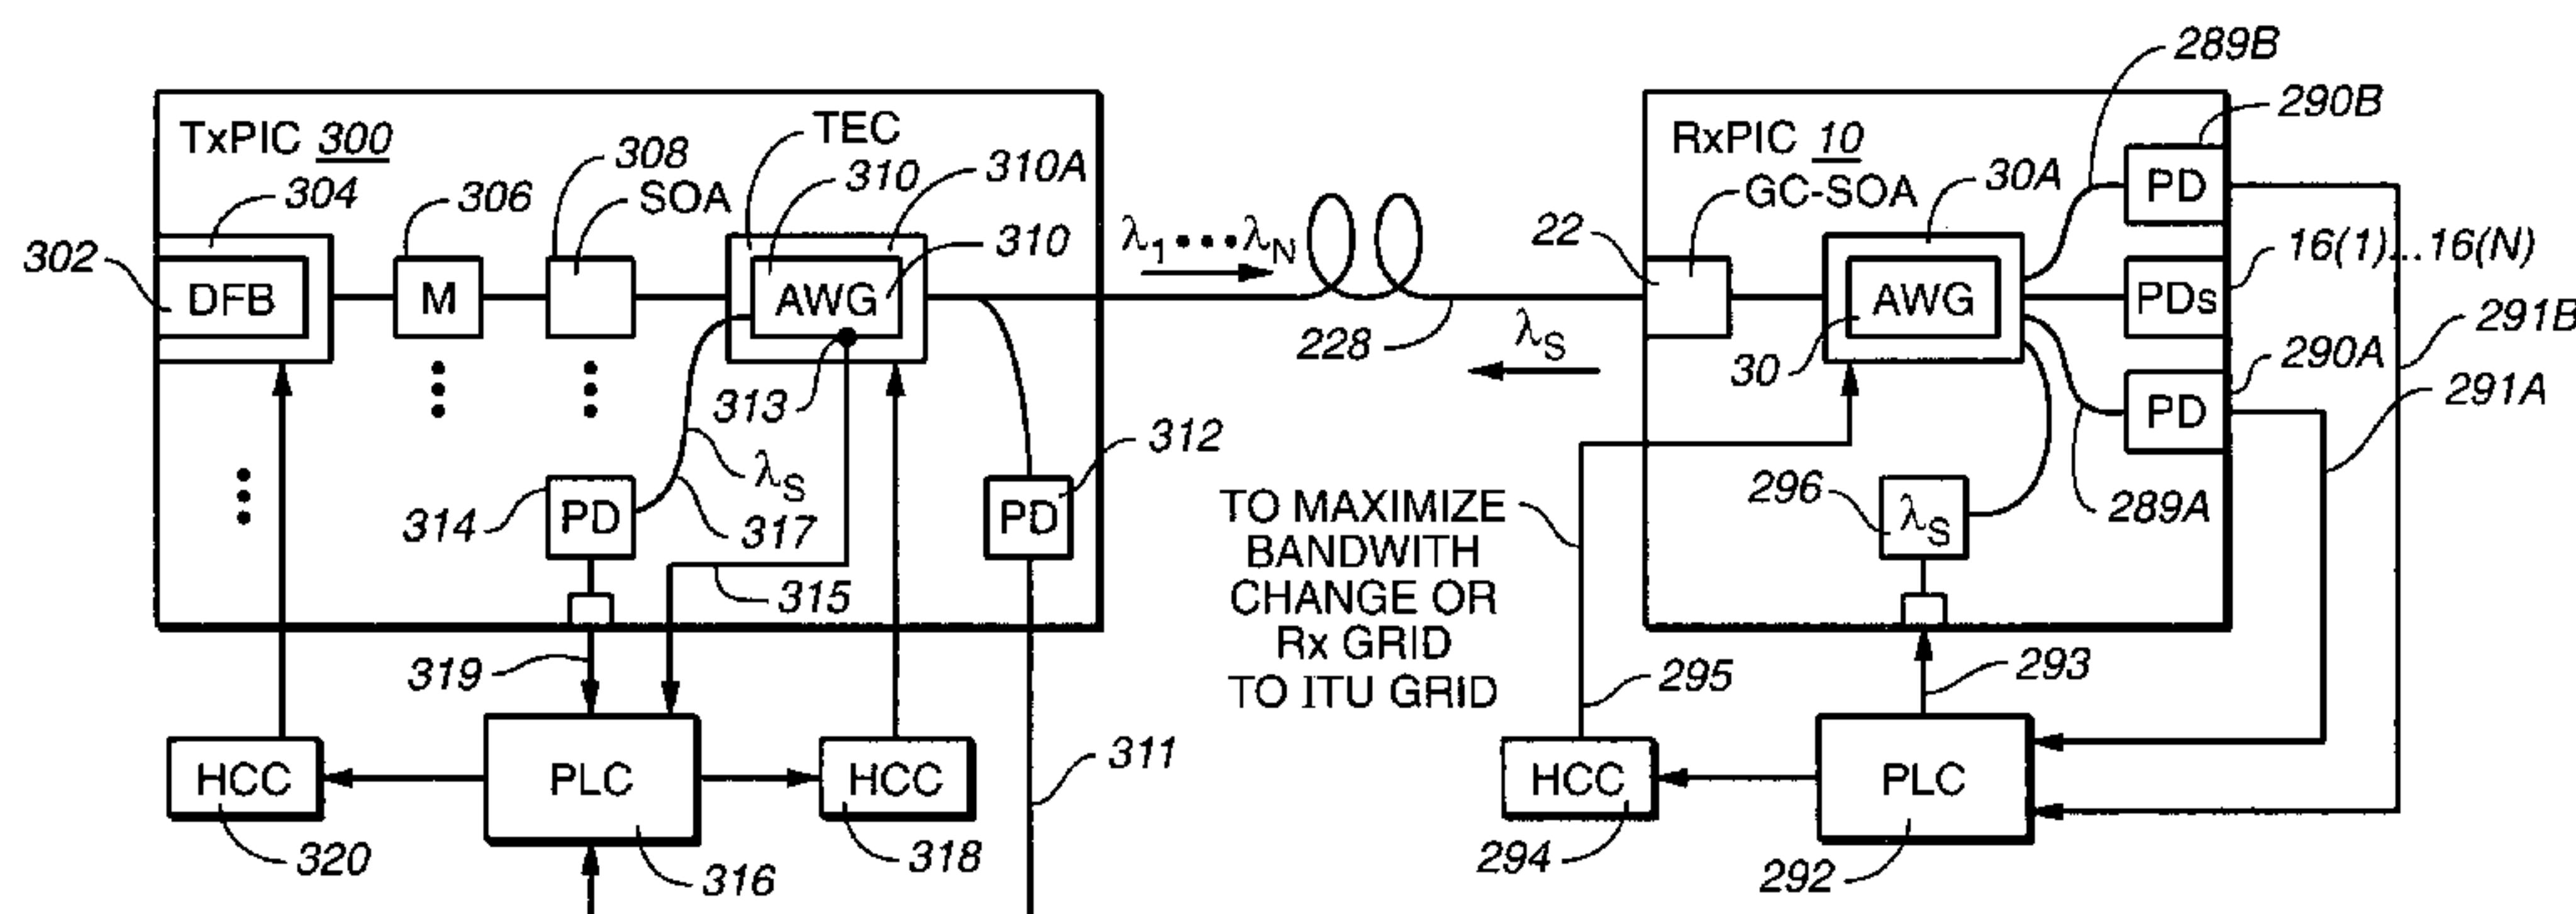 289B
290B
TxPIC 300
TEC
RxPIC 10
308
310
310A
GC-SOA
30A
PD
304
306
SOA
310
λ1•••λN
22
16(1)...16(N)
302
DFB
M
AWG
AWG
PDs
291B
228
λS
30
290A
313
PD
291A
312
λS
TO MAXIMIZE
BANDWITH
CHANGE OR
Rx GRID
TO ITU GRID
296
λS
289A
314
PD
317
PD
315
319
295
293
311
HCC
PLC
HCC
HCC
PLC
320
316
318
294
292